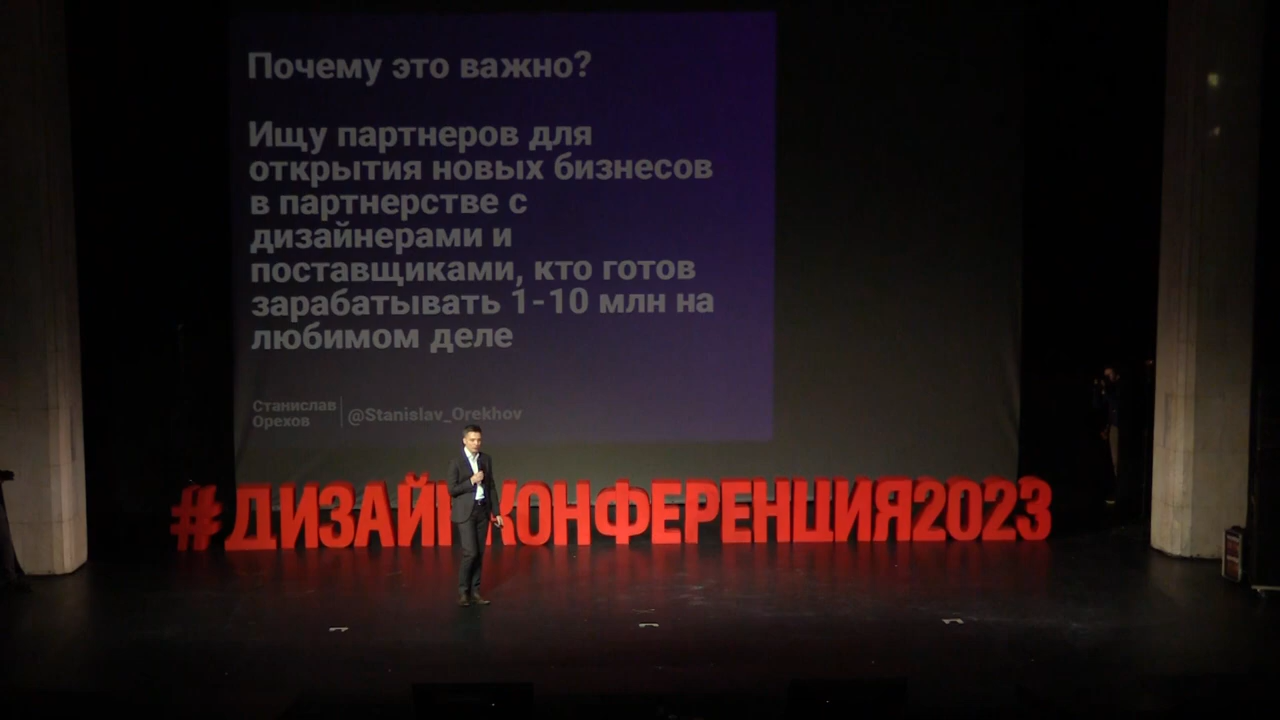 Почему это важно?
Ищу партнеров для
открытия новых бизнесов
в партнерстве с
дизайнерами и
поставщиками, кто готов
зарабатывать 1-10 млн на
любимом деле
Станислав
Орехов
@Stanislav_Orekhov
#ДИЗАЙН КОНФЕРЕНЦИЯ2023